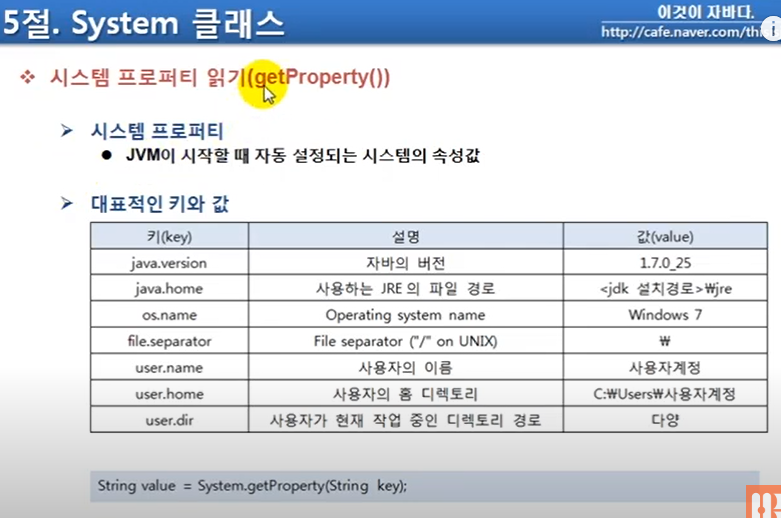 5절. System 클래스
이것이 자바다.
http://cafe.naver.com/thi
❖ 시스템 프로퍼티 읽기(getProperty())
➢ 시스템 프로퍼티
● JVM이 시작할 때 자동 설정되는 시스템의 속성값
➢ 대표적인 키와 값
키(key) 설명 값(value)
java.version 자바의 버전 1.7.0_25
java.home 사용하는 JRE 의 파일 경로 <jdk 설치경로>₩jre
os.name Operating system name Windows 7
file.separator File separator ("/" on UNIX) ₩
user.name 사용자의 이름 사용자계정
user.home 사용자의 홈 디렉토리 C:₩Users₩사용자계정
user.dir 사용자가 현재 작업 중인 디렉토리 경로 다양
String value = System.getProperty(String key);